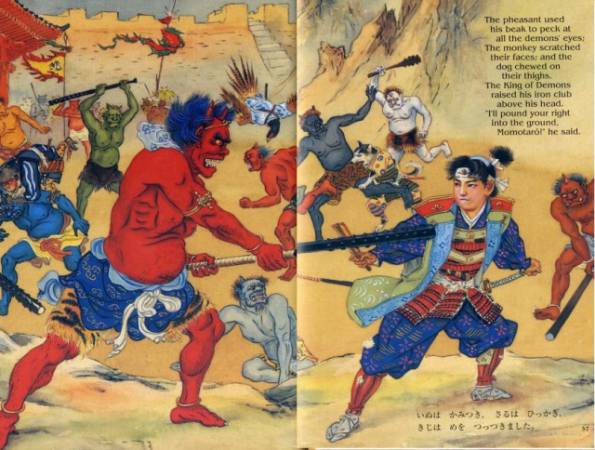 The pheasant used
his beak to peck at
all the demons' eyes;
The monkey scratched
their faces; and the
dog chewed on
their thighs.
The King of Demons
raised his iron club
above his head.
"I'll pound your right
into the ground,
Momotarō!" he said.
いぬは かみつき、 さるは ひっかき、
きじは めを つっつきました。